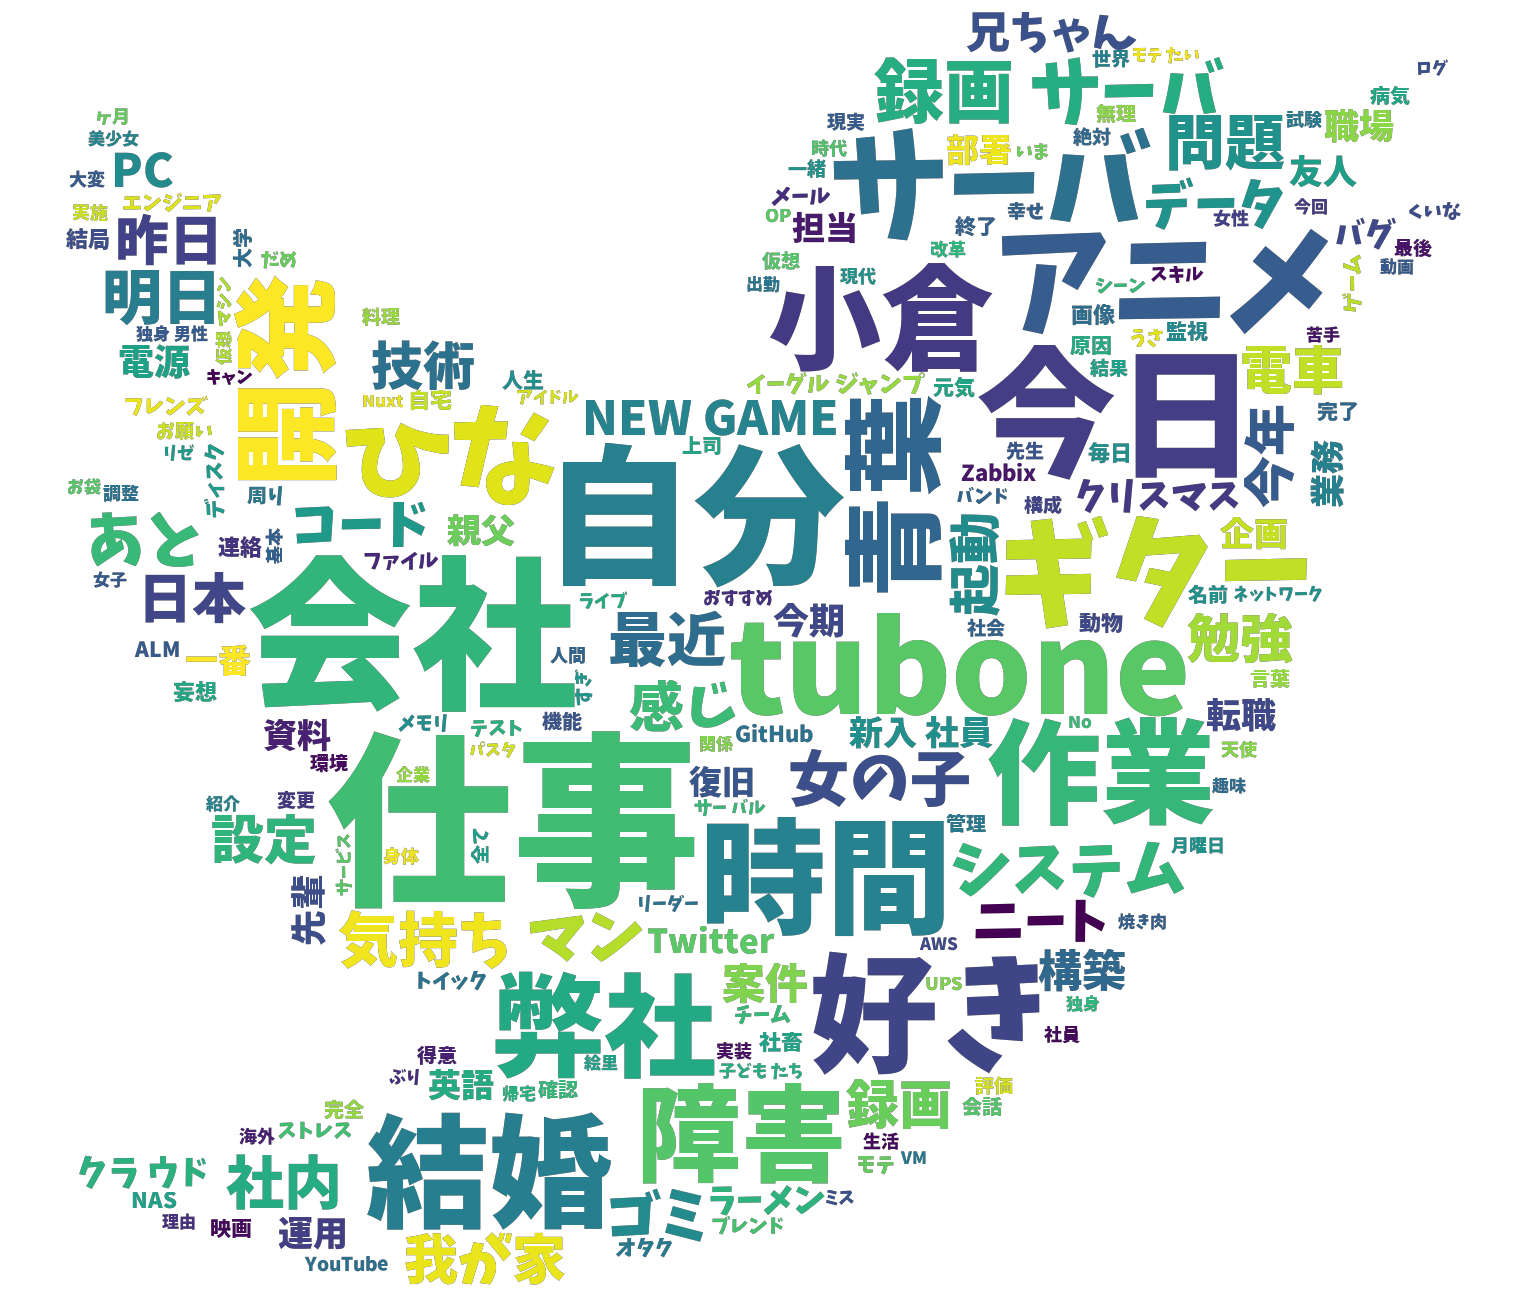 兄ちゃん
世界
モテ たい
ログ
録画 サーバ
病気
ヶ月
無理
現実
試験
職場
美少女
サーバ
部署
いま
絶対
問題
時代
PC
一緒
友人
大変
メール
データ
エンジニア
実施
OP
担当
終了
幸せ
女性
今回
くいな
結局
昨日
大学
バグ
最後
だめ
仮想
改革
アニメ
動画
明日
出勤
小倉
現代
シーン
スキル
ゲーム
仮想 マシン
開発
料理
画像
ニ
うさ
監視
苦手
独身 男性
電源
技術
原因
結果
電車
キャン
人生
イーグル ジャンプ
元気
今日
フレンズ
Nuxt
自宅
アイドル
NEW GAME
青葉
完了
お願い
ひな
上司
先生
毎日
今年
リゼ
ディスク
自分
Zabbix
業務
お袋
調整
周り
バンド
構成
クリスマス
あと
コード
親父
起動
ギター
企画
連絡
基本
ファイル
女子
日本
会社
ライブ
おすすめ
名前
ネットワーク
最近
今期
社会
動物
勉強
ALM
一番
人間
tubone
妄想
すき
感じ
言葉
資料
メモリ
テスト
機能
GitHub
新入 社員
No
転職
環境
パスタ
関係
天使
仕事
企業
復旧
女の子
作業
趣味
紹介
変更
サー バル
設定
サービス
身体
全て
時間
管理
システム
月曜日
先輩
リーダー
ニート
焼き肉
気持ち
マン
Twitter
AWS
トイック
弊社
案件
好き
UPS
構築
チーム
独身
得意
絵里
実装
社畜
社員
ぶり
英語
帰宅
確認
子ども たち
評価
完全
障害
録画
会話
海外
ストレス
結婚
生活
クラウド
社内
モテ
VM
NAS
ゴミ
ラーメン
ミス
理由
映画
運用
ブレンド
YouTube
我が家
オタク